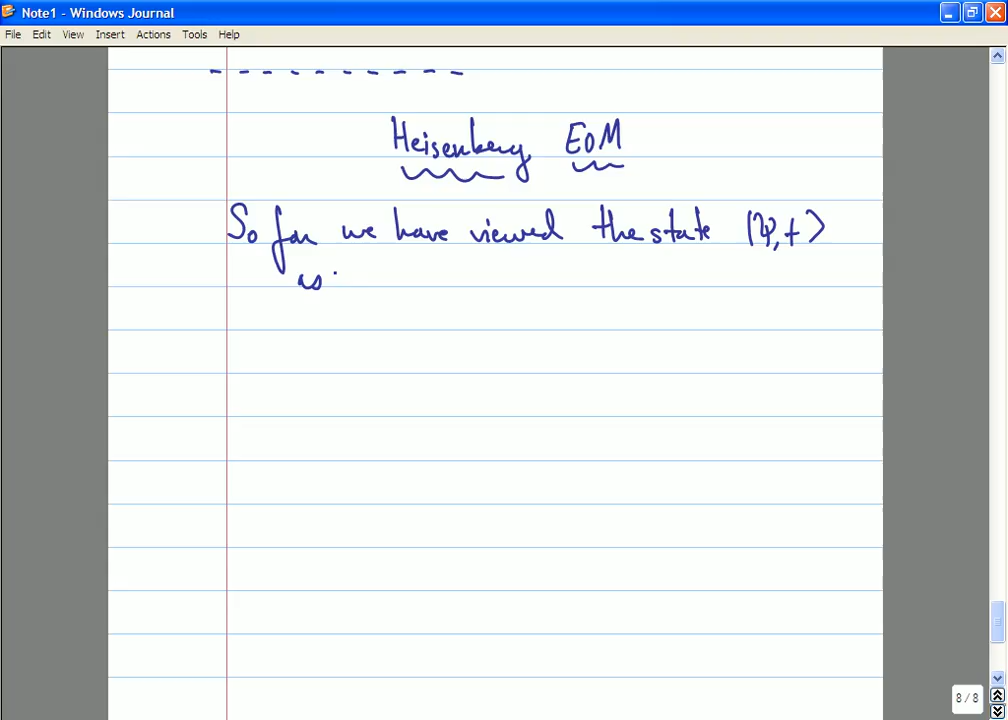 Note1 - Windows Journal
File Edit View Insert Actions Tools Help
Heisenberg EOM
So far we have viewed the state |Ψ,t>
as
8/8